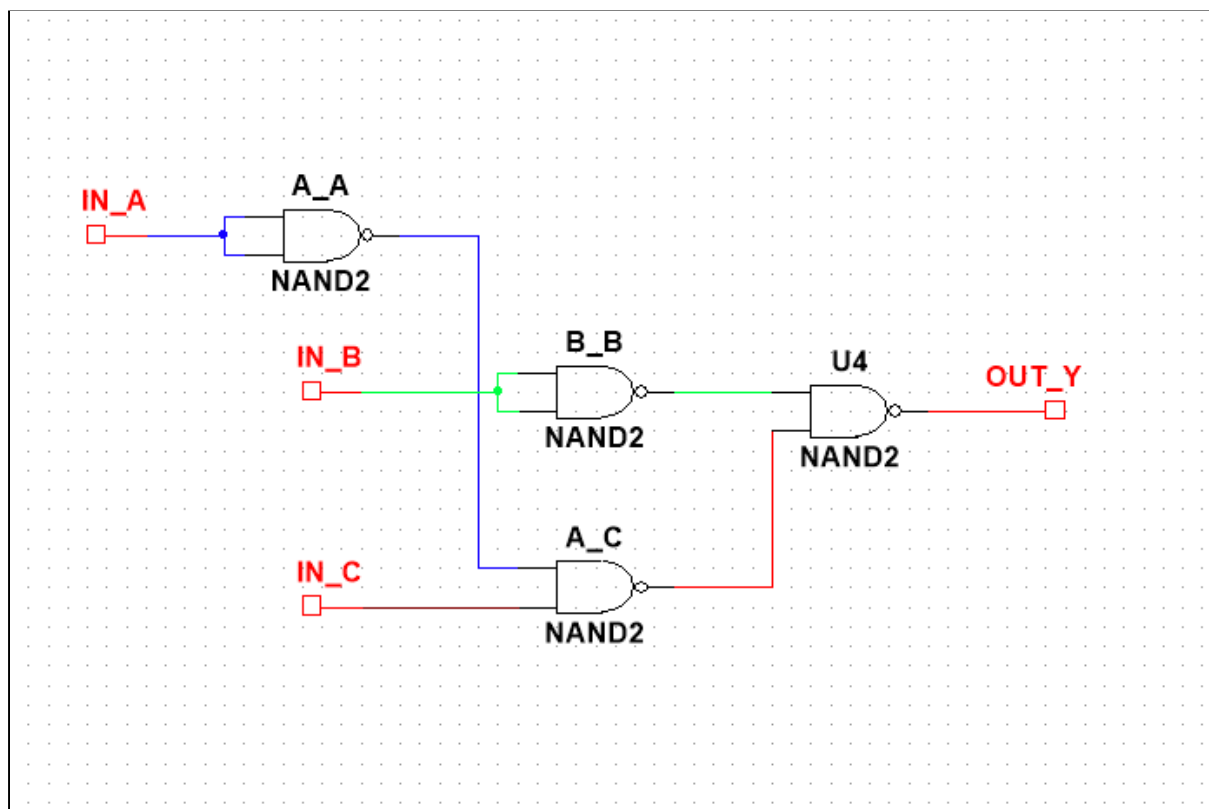 A_A
IN_A
NAND2
B_B
IN_B
U4
OUT_Y
NAND2
NAND2
A_C
IN_C
NAND2